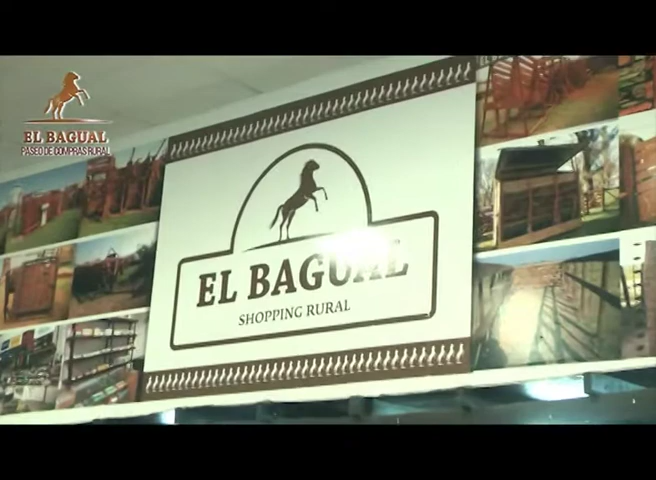 EL BAGUAL
PASEO DE COMPRAS RURAL
EL BAGUAL
SHOPPING RURAL